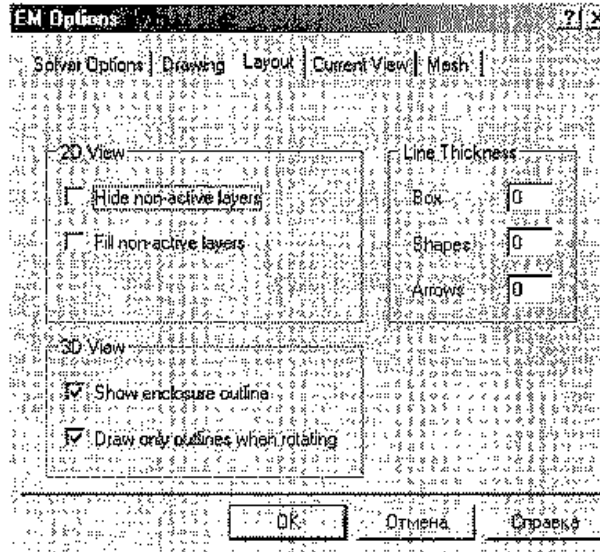 EM Options
Solver Options Drawing Layout Current View Mesh
2D View
Hide non-active layers
Fill non-active layers
Line Thickness
Box 0
Shapes 0
Arrows 0
3D View
Show enclosure outline
Draw only outlines when rotating
OK Отмена Справка